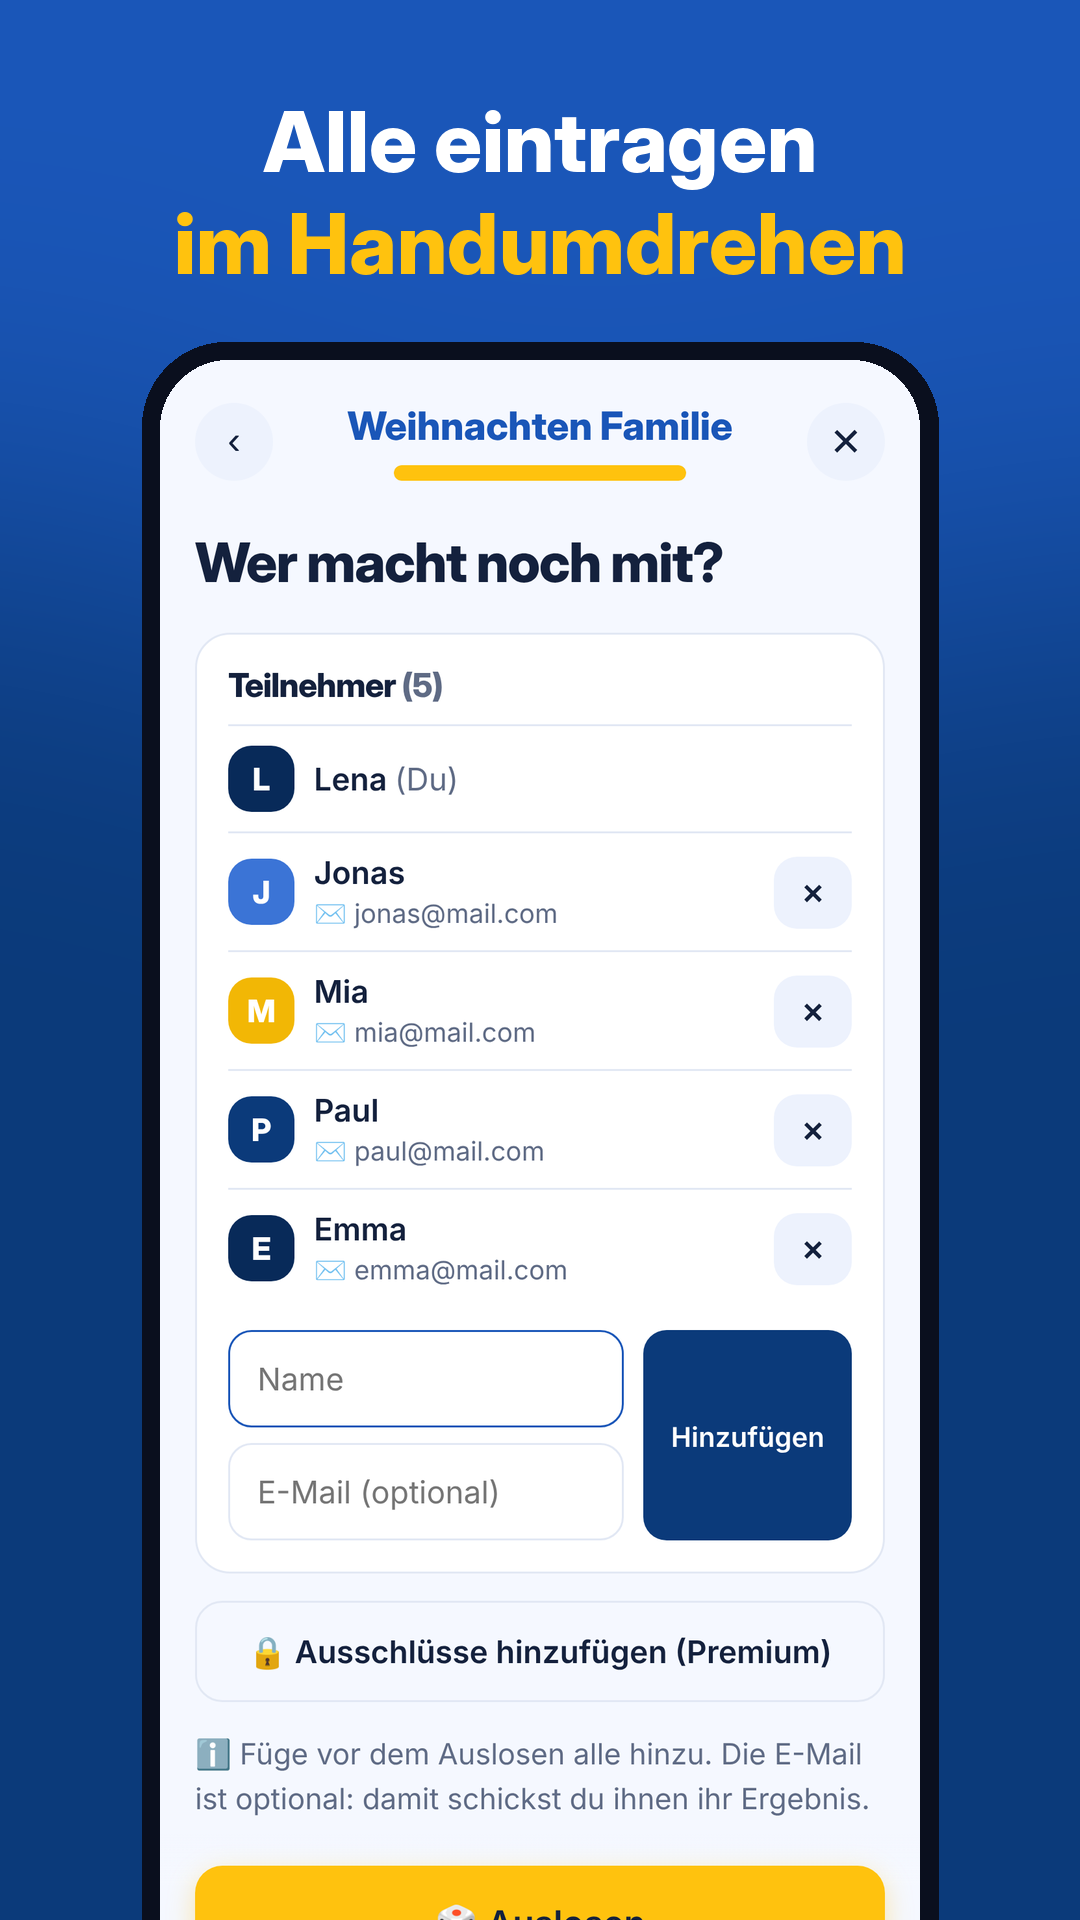 Alle eintragen
im Handumdrehen
Weihnachten Familie
Wer macht noch mit?
Teilnehmer (5)
L Lena (Du)
J Jonas
✉️ jonas@mail.com ✕
M Mia
✉️ mia@mail.com ✕
P Paul
✉️ paul@mail.com ✕
E Emma
✉️ emma@mail.com ✕
Name
Hinzufügen
E-Mail (optional)
🔒 Ausschlüsse hinzufügen (Premium)
ℹ️ Füge vor dem Auslosen alle hinzu. Die E-Mail
ist optional: damit schickst du ihnen ihr Ergebnis.
🎲 Auslosen